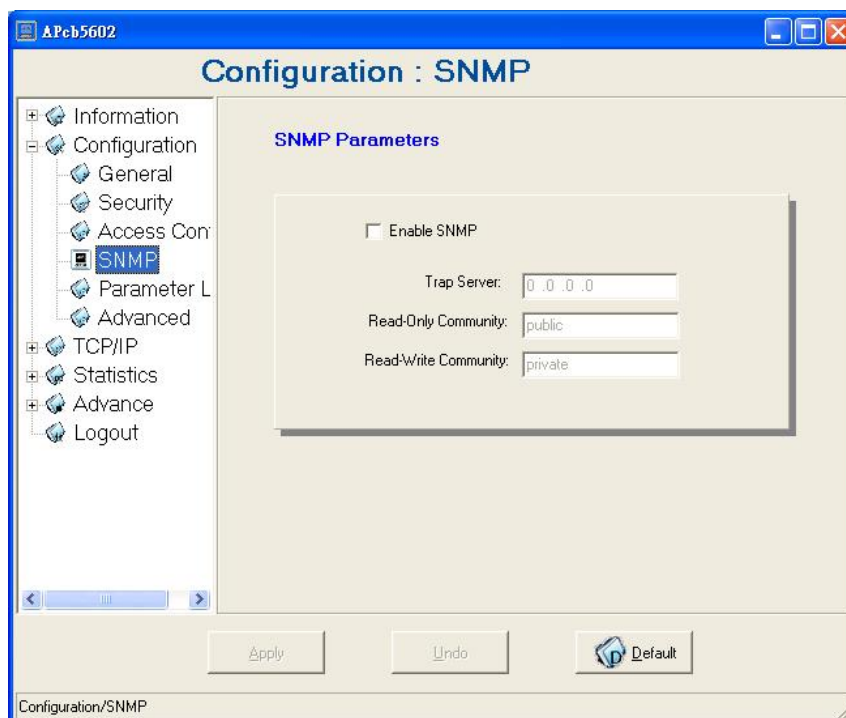 APcb5602
Configuration : SNMP
Information
Configuration
General
Security
Access Con
SNMP
Parameter L
Advanced
TCP/IP
Statistics
Advance
Logout
SNMP Parameters
Enable SNMP
Trap Server: 0 .0 .0 .0
Read-Only Community: public
Read-Write Community: private
Apply Undo Default
Configuration/SNMP